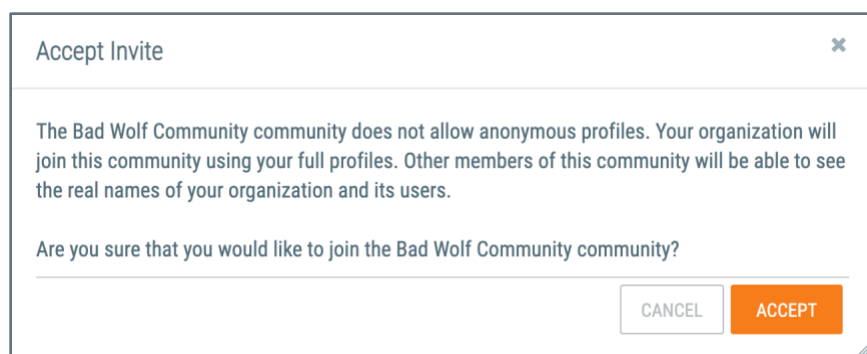 Accept Invite
The Bad Wolf Community community does not allow anonymous profiles. Your organization will
join this community using your full profiles. Other members of this community will be able to see
the real names of your organization and its users.
Are you sure that you would like to join the Bad Wolf Community community?
CANCEL ACCEPT